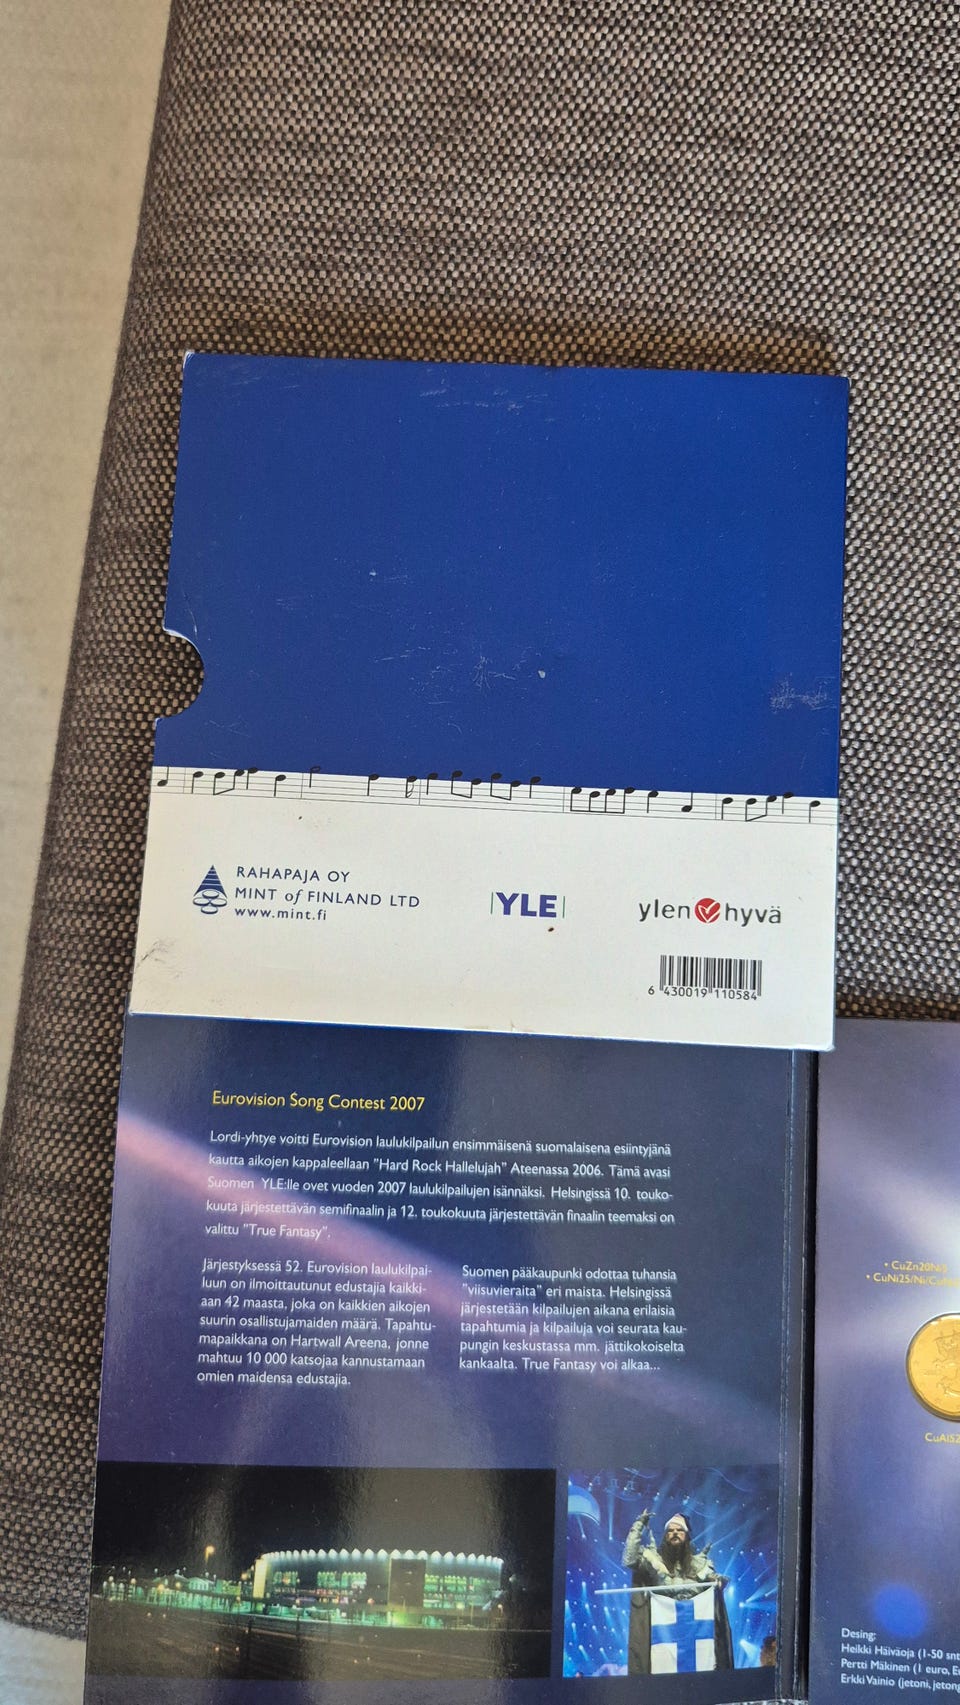 RAHAPAJA OY
MINT of FINLAND LTD
www.mint.fi
YLE
ylen hyvä
6 430019 110584
Eurovision Song Contest 2007
Lordi-yhtye voitti Eurovision laulukilpailun ensimmäisenä suomalaisena esiintyjänä
kautta aikojen kappaleellaan "Hard Rock Hallelujah" Ateenassa 2006. Tämä avasi
Suomen YLE:lle ovet vuoden 2007 laulukilpailujen isännäksi. Helsingissä 10. touko-
kuuta järjestettävän semifinaalin ja 12. toukokuuta järjestettävän finaalin teemaksi on
valittu "True Fantasy".
Järjestyksessä 52. Eurovision laulukilpai-
luun on ilmoittautunut edustajia kaikki-
aan 42 maasta, joka on kaikkien aikojen
suurin osallistujamaiden määrä. Tapahtu-
mapaikkana on Hartwall Areena, jonne
mahtuu 10 000 katsojaa kannustamaan
omien maidensa edustajia.
Suomen pääkaupunki odottaa tuhansia
"viisuvieraita" eri maista. Helsingissä
järjestetään kilpailujen aikana erilaisia
tapahtumia ja kilpailuja voi seurata kau-
pungin keskustassa mm. jättikokoiselta
kankaalta. True Fantasy voi alkaa...
• CuZn20Ni5
• CuNi25/Ni/CuNi
CuAl5Z
Desing:
Heikki Häiväoja (1-50 snt
Pertti Mäkinen (1 euro, E
Erkki Vainio (jetoni, jetong